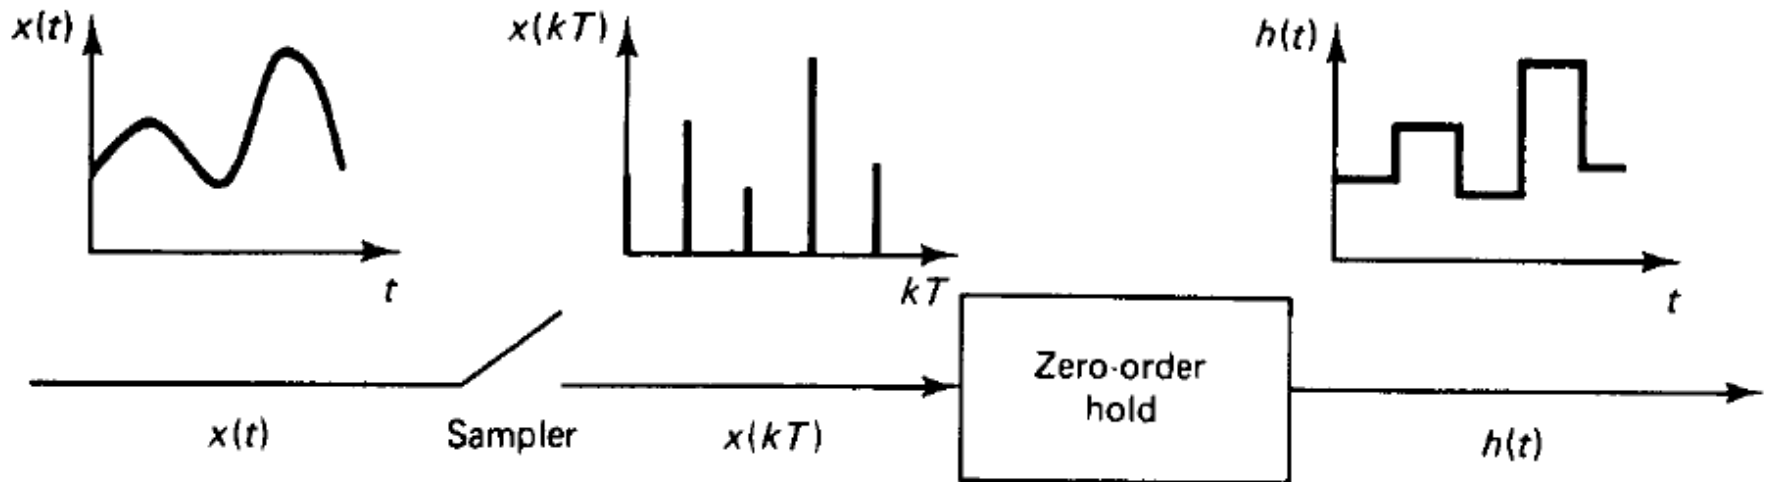 x(t)
x(kT)
h(t)
t
kT
t
Zero-order
hold
x(t)
Sampler
x(kT)
h(t)